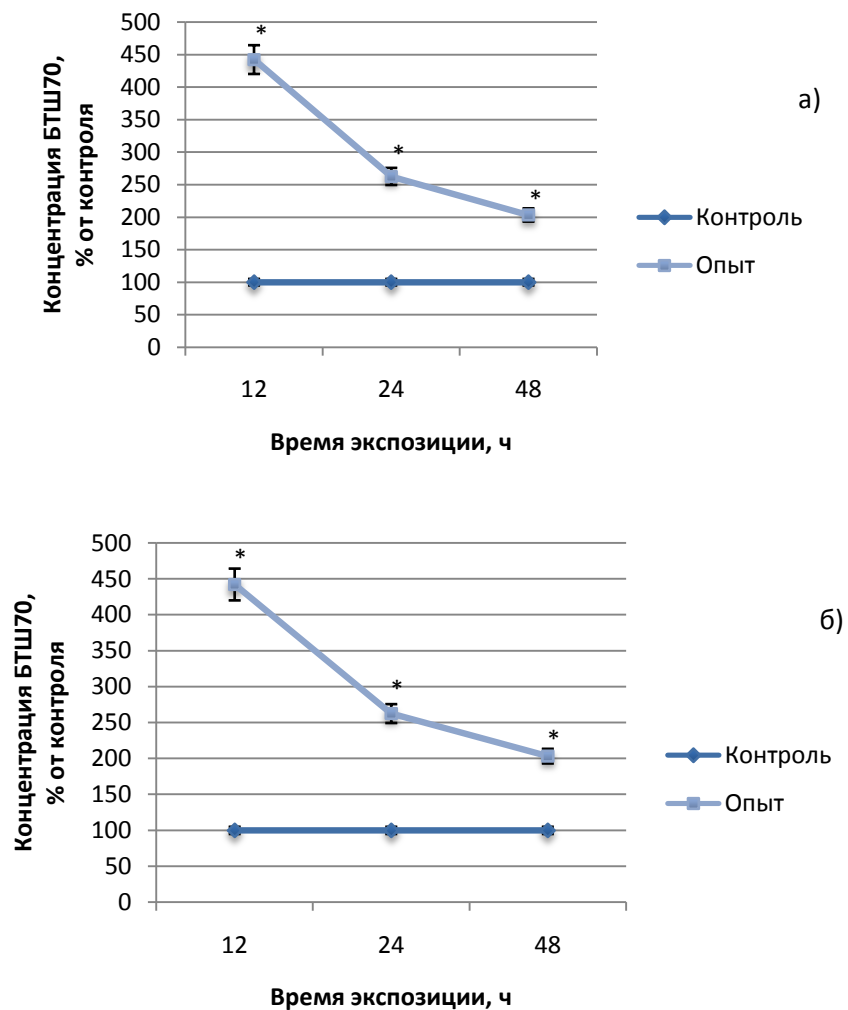 Концентрация БТШ70,
% от контроля
500
450
400
350
300
250
200
150
100
50
0
*
*
*
12
24
48
Время экспозиции, ч
а)
Контроль
Опыт
Концентрация БТШ70,
% от контроля
500
450
400
350
300
250
200
150
100
50
0
*
*
*
12
24
48
Время экспозиции, ч
б)
Контроль
Опыт